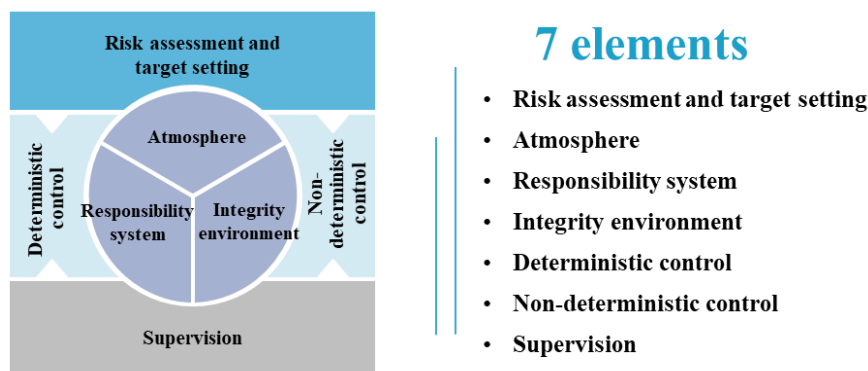 Risk assessment and
target setting
Atmosphere
Deterministic
control
Responsibility
system
Integrity
environment
Non-
deterministic
control
Supervision
7 elements
• Risk assessment and target setting
• Atmosphere
• Responsibility system
• Integrity environment
• Deterministic control
• Non-deterministic control
• Supervision